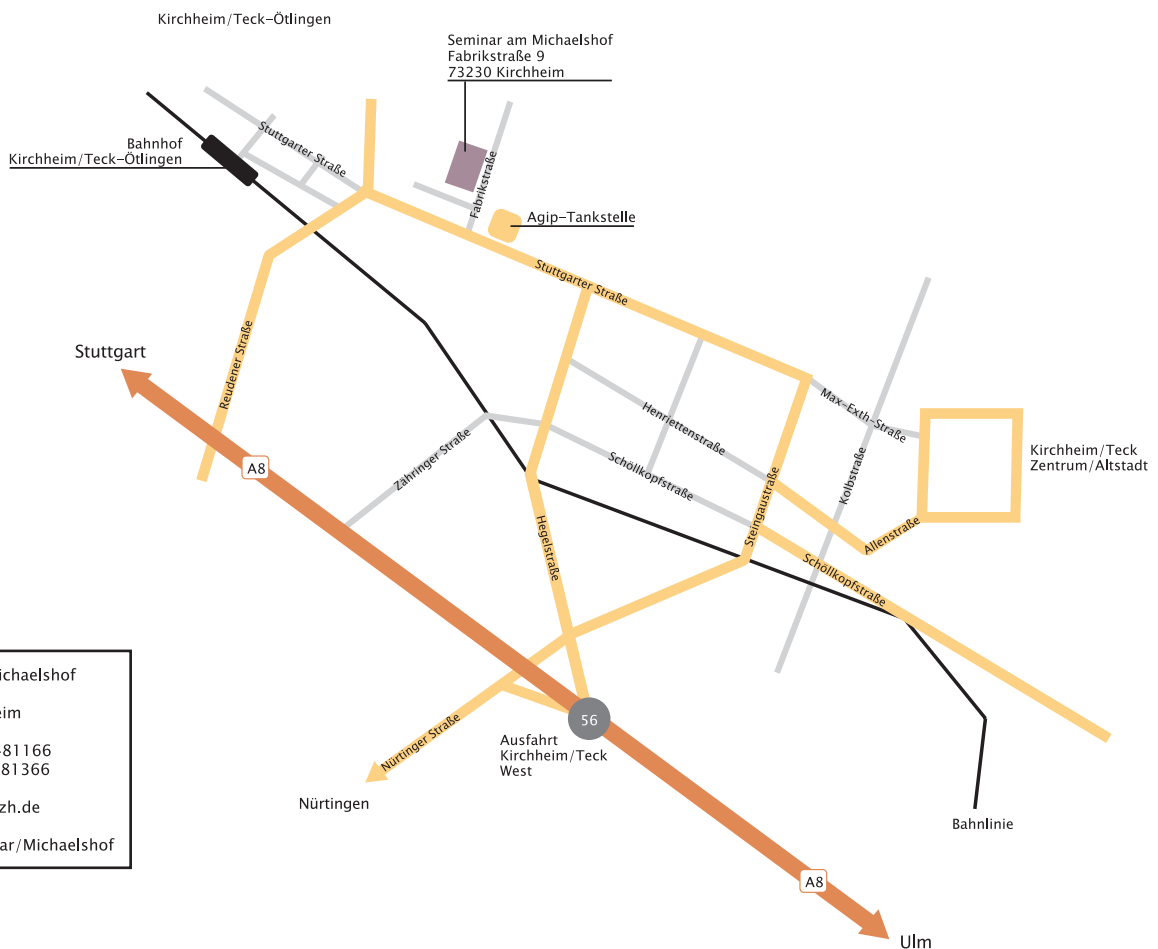 Kirchheim/Teck-Ötlingen
Seminar am Michaelshof
Fabrikstraße 9
73230 Kirchheim
Bahnhof
Kirchheim/Teck-Ötlingen
Stuttgarter Straße
Fabrikstraße
Agip-Tankstelle
Stuttgarter Straße
Stuttgart
Reudener Straße
A8
Zähringer Straße
Henriettenstraße
Schöllkopfstraße
Max-Exth-Straße
Kolbstraße
Kirchheim/Teck
Zentrum/Altstadt
Steingaustraße
Allenstraße
Hegelstraße
Schöllkopfstraße
56
Ausfahrt
Kirchheim/Teck
West
Nürtinger Straße
Nürtingen
Bahnlinie
A8
Ulm
81166
81366
zh.de
/Michaelshof